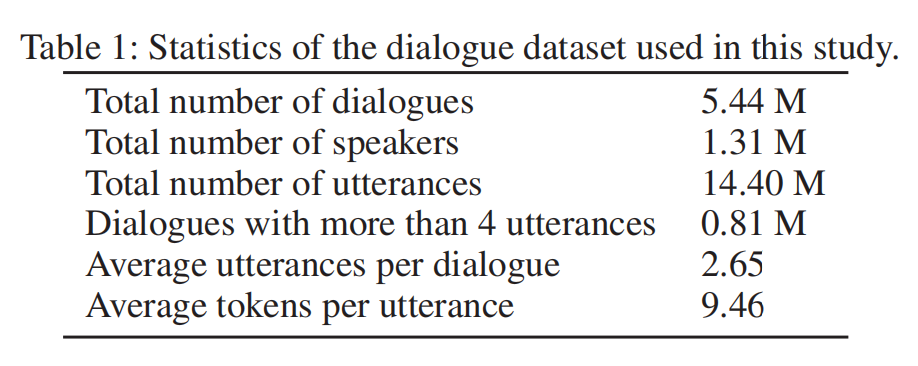 Table 1: Statistics of the dialogue dataset used in this study.
Total number of dialogues 5.44 M
Total number of speakers 1.31 M
Total number of utterances 14.40 M
Dialogues with more than 4 utterances 0.81 M
Average utterances per dialogue 2.65
Average tokens per utterance 9.46